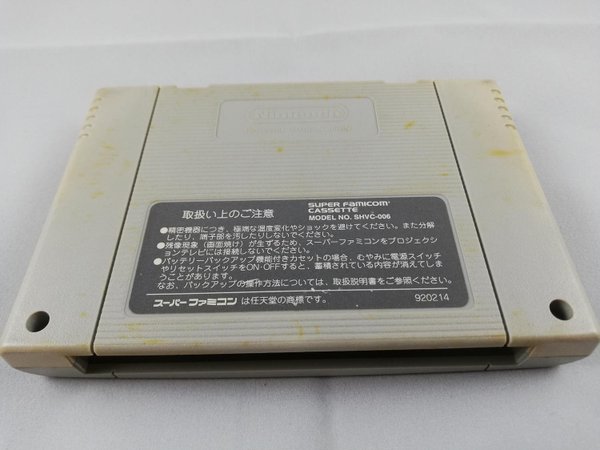 Nintendo
取扱い上のご注意
SUPER FAMICOM
CASSETTE
MODEL NO. SHVC-006
●精密機器につき、極端な温度変化やショックを避けてください。また分解
したり、端子部を汚したりしないでください。
●残像現象(画面焼け)が生ずるため、スーパーファミコンをプロジェクシ
ョンテレビには接続しないでください。
●バッテリーバックアップ機能付きカセットの場合、むやみに電源スイッチ
やリセットスイッチをON・OFFすると、蓄積されている内容が消えてしま
うことがあります。
なお、バックアップの操作方法については、取扱説明書をご参照ください。
スーパーファミコンは任天堂の商標です。
920214